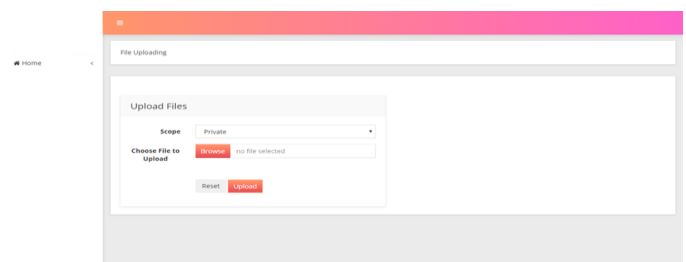 File Uploading
Home
Upload Files
Scope
Private
Choose File to
Upload
Browse
no file selected
Reset
Upload